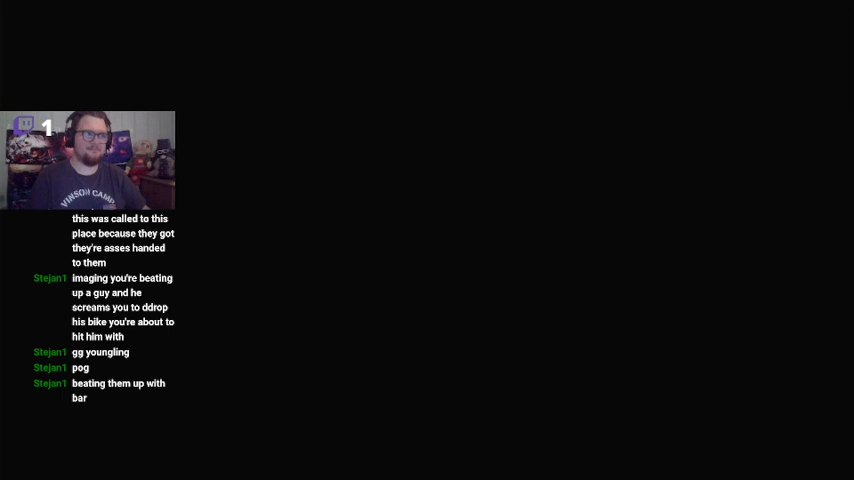 1
VINSON CAMP
this was called to this
place because they got
they're asses handed
to them
Stejan1 imaging you're beating
up a guy and he
screams you to ddrop
his bike you're about to
hit him with
Stejan1 gg youngling
Stejan1 pog
Stejan1 beating them up with
bar